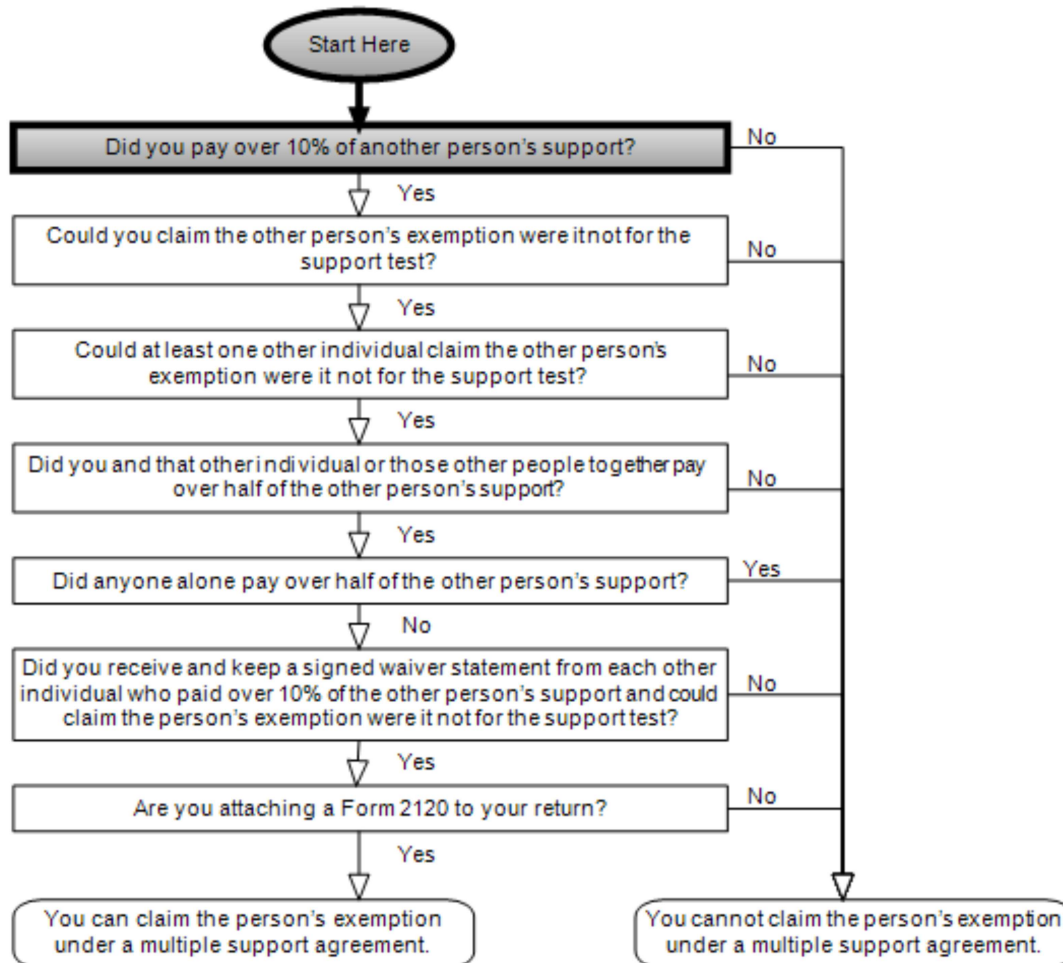 Start Here
Did you pay over 10% of another person's support?
No
Yes
Could you claim the other person's exemption were it not for the
support test?
No
Yes
Could at least one other individual claim the other person's
exemption were it not for the support test?
No
Yes
Did you and that other individual or those other people together pay
over half of the other person's support?
No
Yes
Did anyone alone pay over half of the other person's support?
Yes
No
Did you receive and keep a signed waiver statement from each other
individual who paid over 10% of the other person's support and could
claim the person's exemption were it not for the support test?
No
Yes
Are you attaching a Form 2120 to your return?
No
Yes
You can claim the person's exemption
under a multiple support agreement.
You cannot claim the person's exemption
under a multiple support agreement.